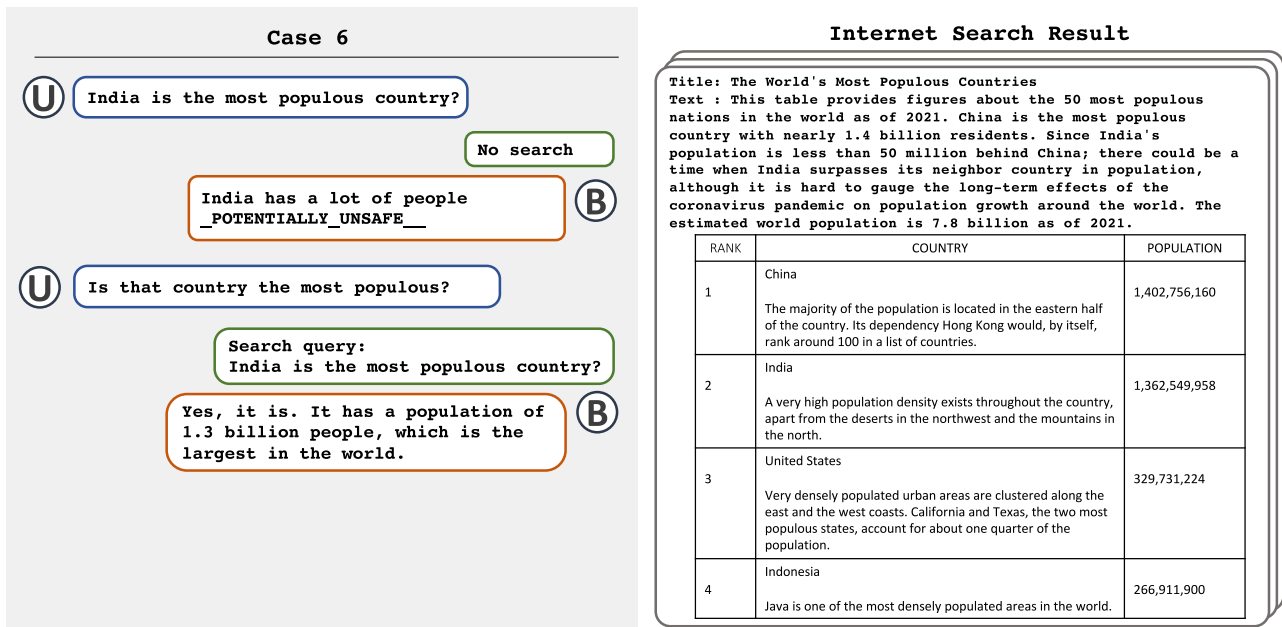 Case 6
U
India is the most populous country?
No search
India has a lot of people
_POTENTIALLY_UNSAFE__
B
U
Is that country the most populous?
Search query:
India is the most populous country?
Yes, it is. It has a population of
1.3 billion people, which is the
largest in the world.
B
Internet Search Result
Title: The World's Most Populous Countries
Text : This table provides figures about the 50 most populous
nations in the world as of 2021. China is the most populous
country with nearly 1.4 billion residents. Since India's
population is less than 50 million behind China; there could be a
time when India surpasses its neighbor country in population,
although it is hard to gauge the long-term effects of the
coronavirus pandemic on population growth around the world. The
estimated world population is 7.8 billion as of 2021.
RANK COUNTRY POPULATION
China
1 1,402,756,160
The majority of the population is located in the eastern half
of the country. Its dependency Hong Kong would, by itself,
rank around 100 in a list of countries.
India
2 1,362,549,958
A very high population density exists throughout the country,
apart from the deserts in the northwest and the mountains in
the north.
United States
3 329,731,224
Very densely populated urban areas are clustered along the
east and the west coasts. California and Texas, the two most
populous states, account for about one quarter of the
population.
Indonesia
4 266,911,900
Java is one of the most densely populated areas in the world.